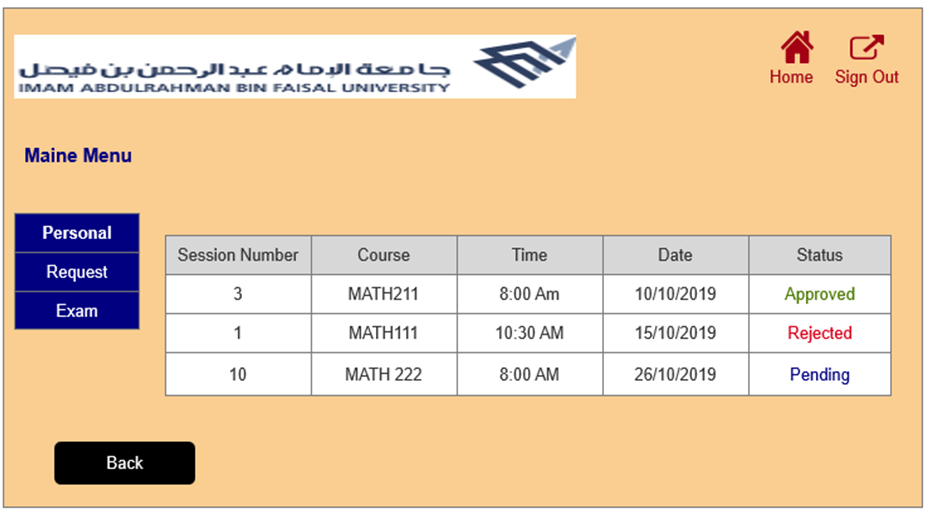 جامعة الإمام عبدالرحمن بن فيصل
IMAM ABDULRAHMAN BIN FAISAL UNIVERSITY
Home Sign Out
Maine Menu
Personal
Request
Exam
Session Number Course Time Date Status
3 MATH211 8:00 Am 10/10/2019 Approved
1 MATH111 10:30 AM 15/10/2019 Rejected
10 MATH 222 8:00 AM 26/10/2019 Pending
Back